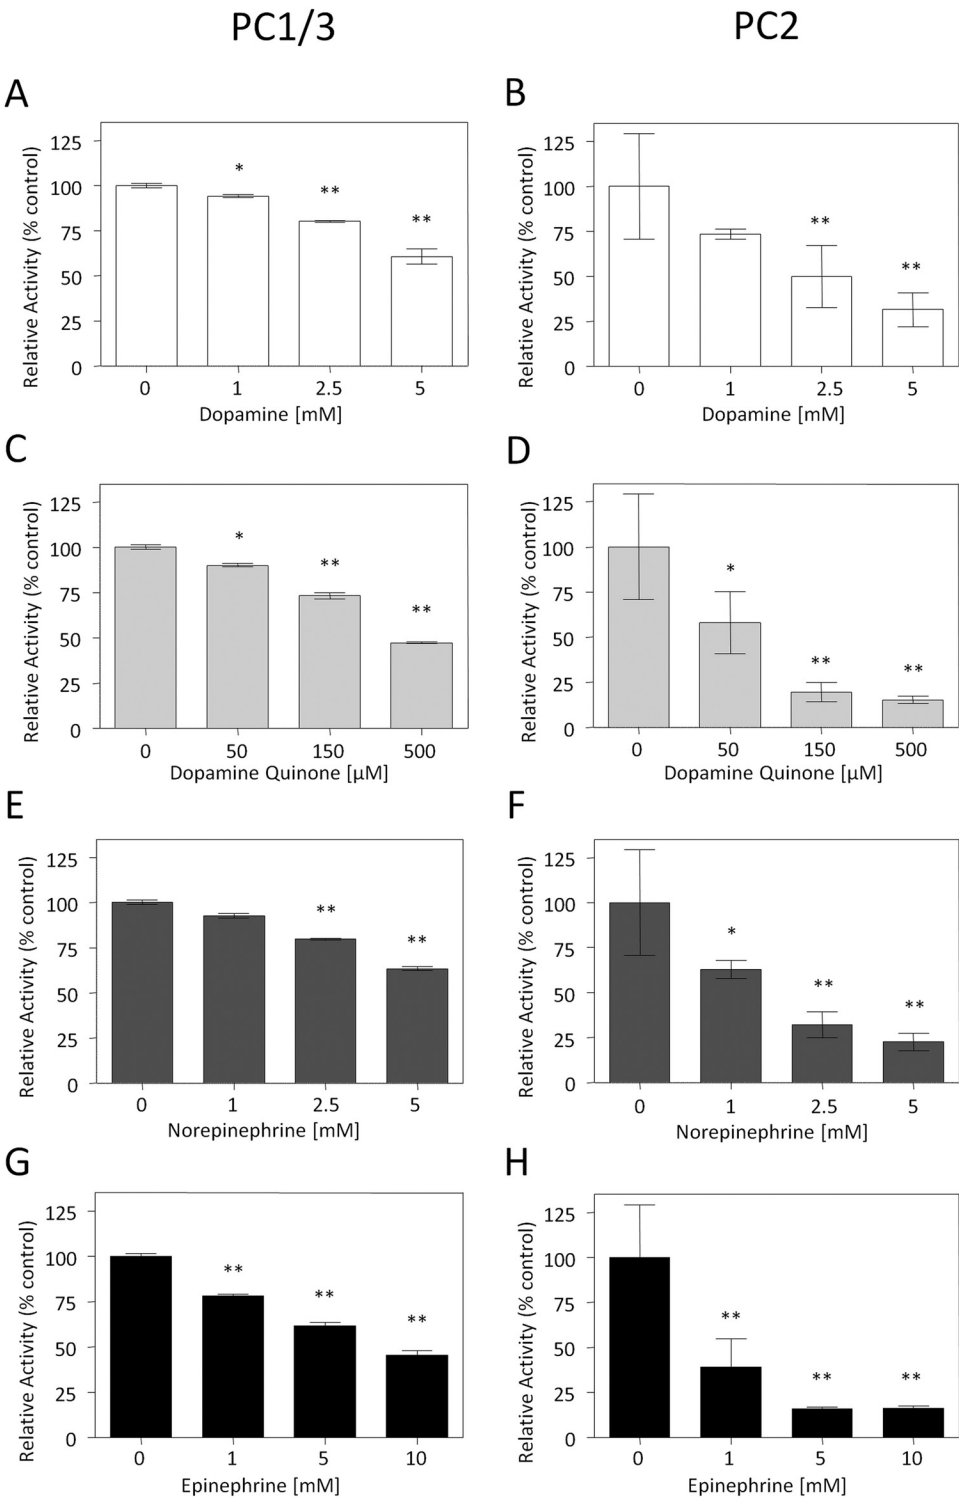 PC1/3 PC2
A B
Relative Activity (% control)
125
100
75
50
25
0
* ** **
0 1 2.5 5
Dopamine [mM]
Relative Activity (% control)
125
100
75
50
25
0
** **
0 1 2.5 5
Dopamine [mM]
C D
Relative Activity (% control)
125
100
75
50
25
0
* ** **
0 50 150 500
Dopamine Quinone [µM]
Relative Activity (% control)
125
100
75
50
25
0
* ** **
0 50 150 500
Dopamine Quinone [µM]
E F
Relative Activity (% control)
125
100
75
50
25
0
** **
0 1 2.5 5
Norepinephrine [mM]
Relative Activity (% control)
125
100
75
50
25
0
* ** **
0 1 2.5 5
Norepinephrine [mM]
G H
Relative Activity (% control)
125
100
75
50
25
0
** ** **
0 1 5 10
Epinephrine [mM]
Relative Activity (% control)
125
100
75
50
25
0
** ** **
0 1 5 10
Epinephrine [mM]